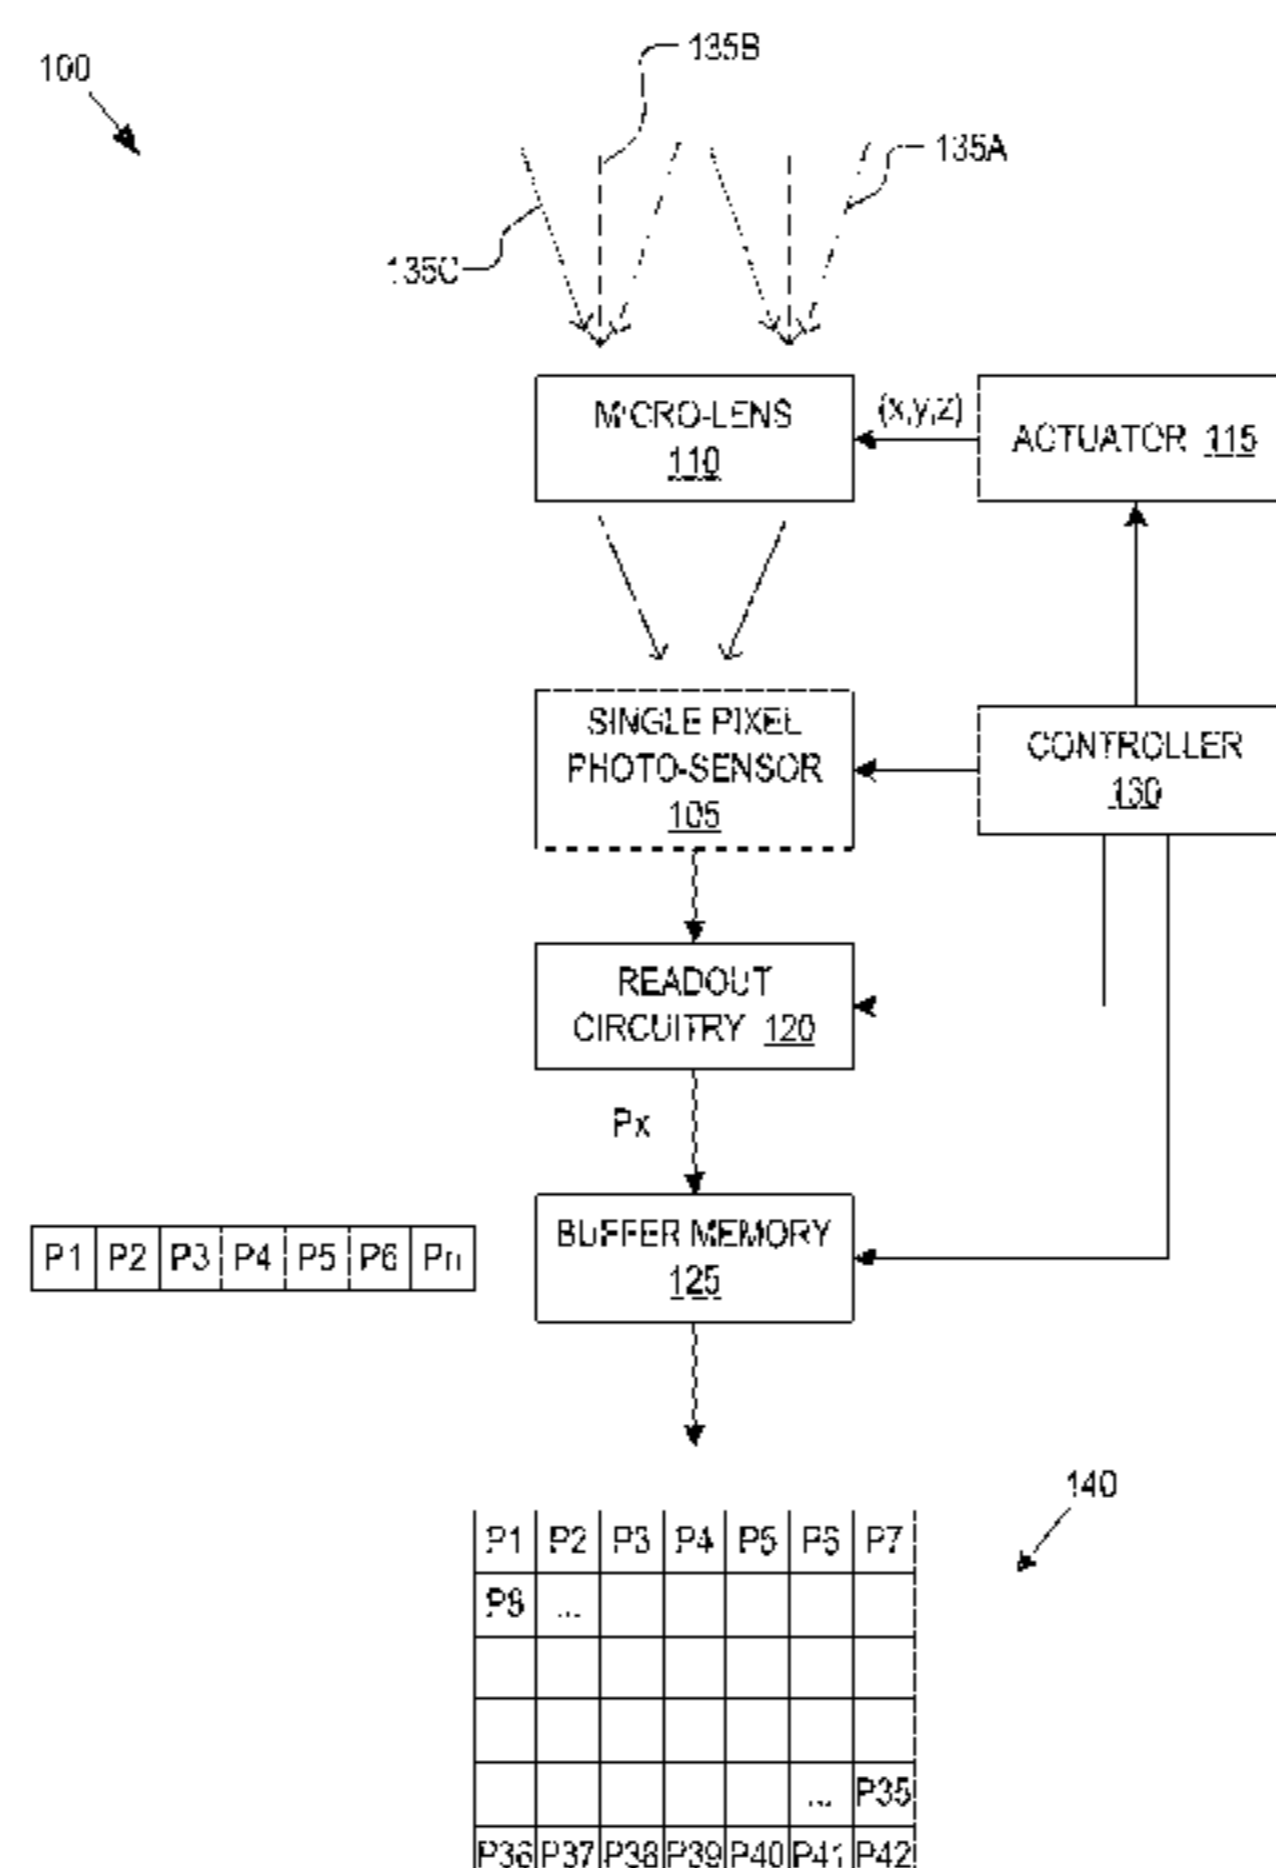 100
135B
135A
135C
MICRO-LENS
110
(x,y,z)
ACTUATOR 115
SINGLE PIXEL
PHOTO-SENSOR
105
CONTROLLER
130
READOUT
CIRCUITRY 120
Px
BUFFER MEMORY
125
P1 P2 P3 P4 P5 P6 Pn
140
P1 P2 P3 P4 P5 P6 P7
P8 ...
... P35
P36 P37 P38 P39 P40 P41 P42